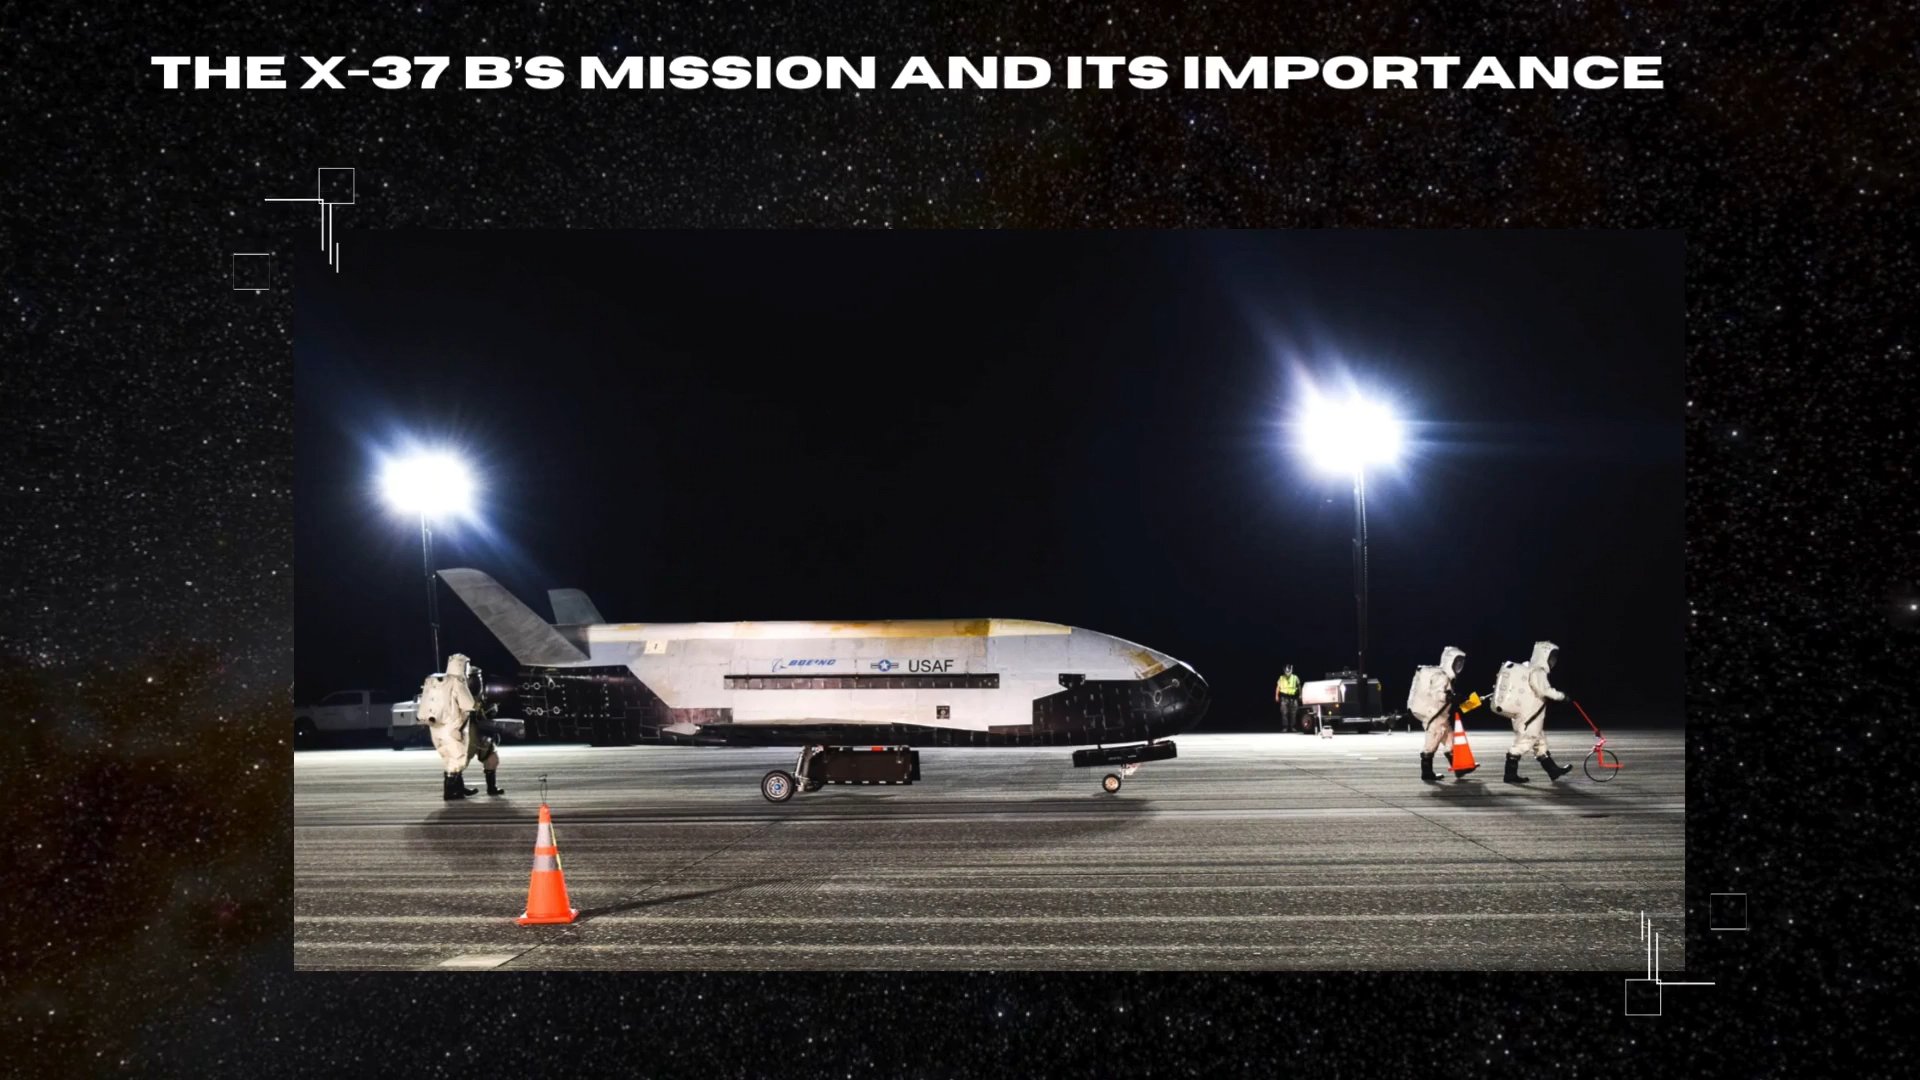 THE X-37 B’S MISSION AND ITS IMPORTANCE
BOEING USAF